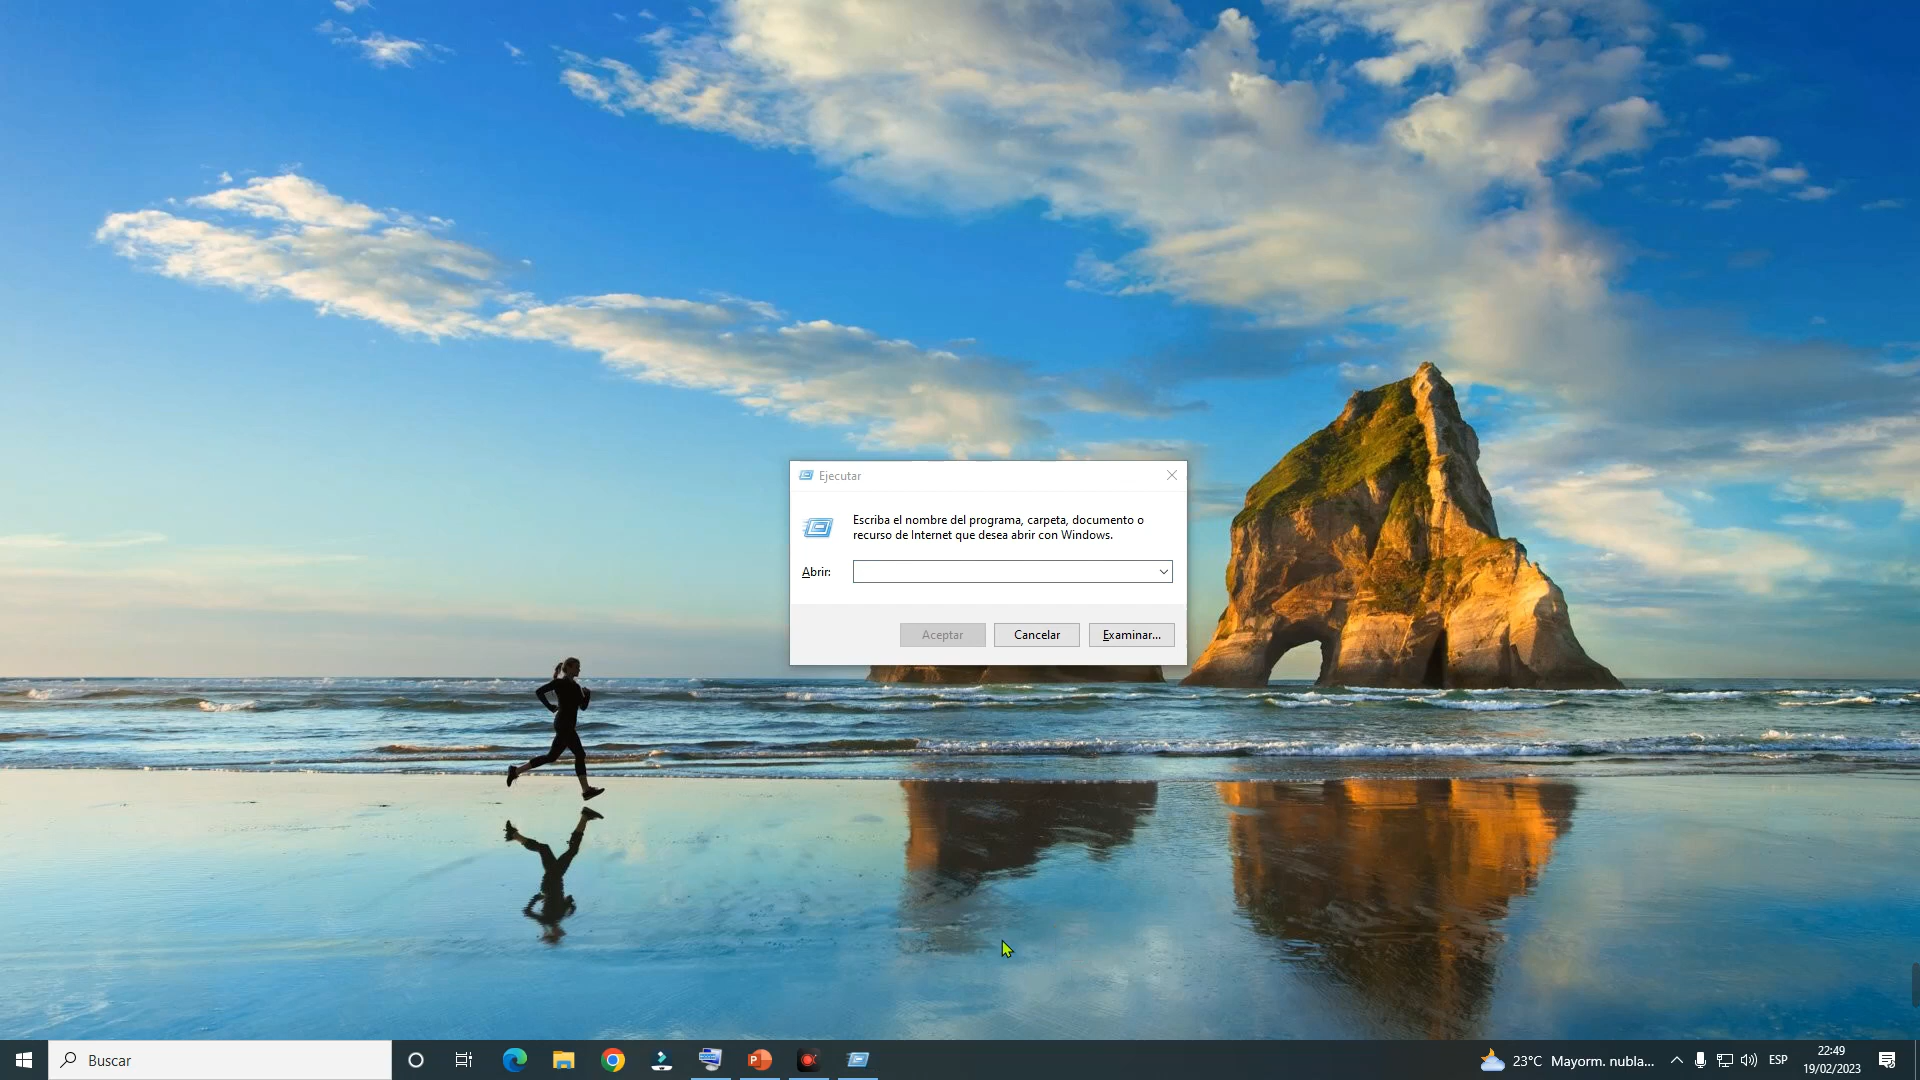 Ejecutar
Escriba el nombre del programa, carpeta, documento o
recurso de Internet que desea abrir con Windows.
Abrir:
Aceptar
Cancelar
Examinar...
Buscar
23°C Mayorm. nubla...
ESP
22:49
19/02/2023